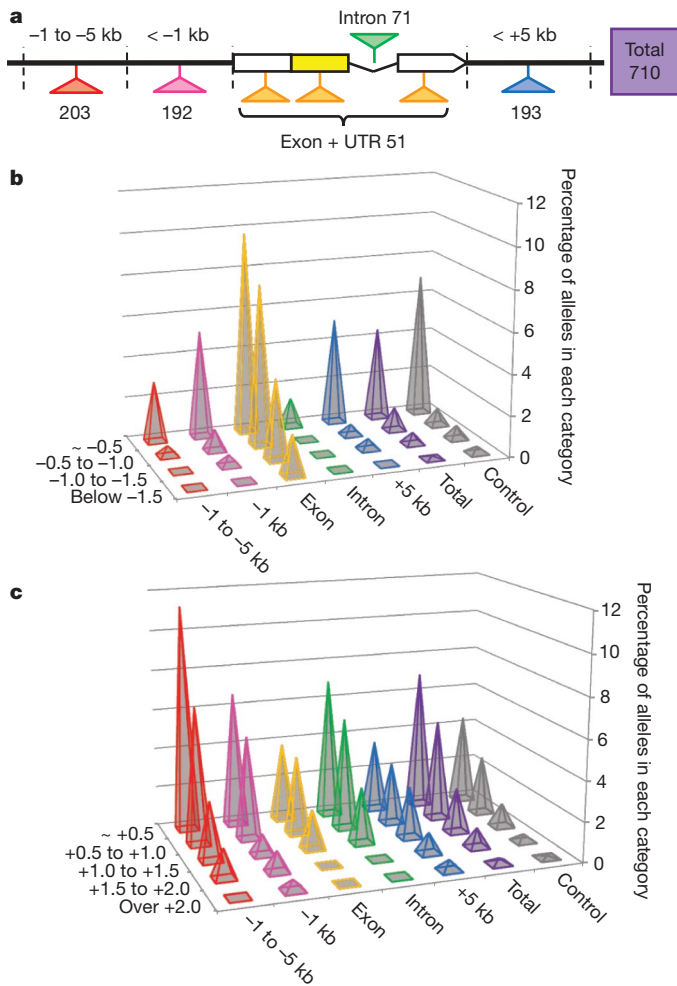 a
Intron 71
–1 to –5 kb
< –1 kb
< +5 kb
Total
710
203
192
193
Exon + UTR 51
b
Percentage of alleles in each category
12
10
8
6
4
2
0
~ –0.5
–0.5 to –1.0
–1.0 to –1.5
Below –1.5
–1 to –5 kb
–1 kb
Exon
Intron
+5 kb
Total
Control
c
Percentage of alleles in each category
12
10
8
6
4
2
0
~ +0.5
+0.5 to +1.0
+1.0 to +1.5
+1.5 to +2.0
Over +2.0
–1 to –5 kb
–1 kb
Exon
Intron
+5 kb
Total
Control